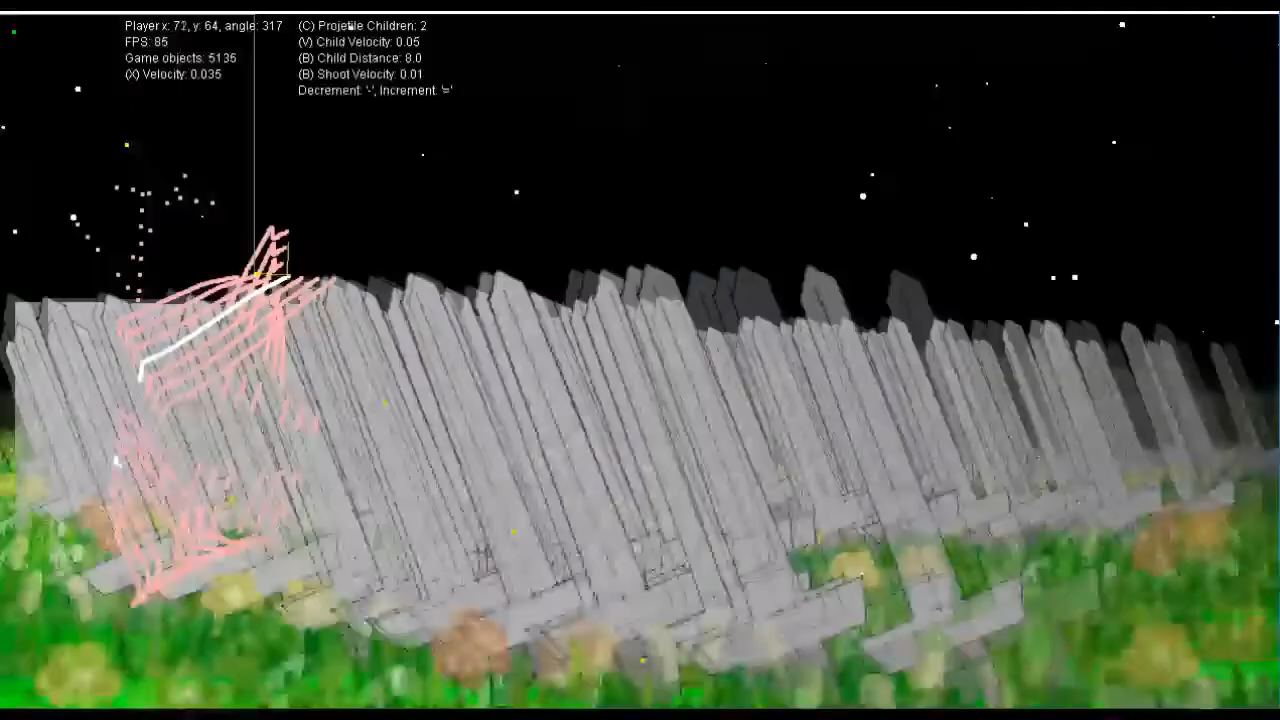 Player x: 72, y: 64, angle: 317
FPS: 85
Game objects: 5135
(X) Velocity: 0.035
(C) Projetile Children: 2
(V) Child Velocity: 0.05
(B) Child Distance: 8.0
(B) Shoot Velocity: 0.01
Decrement: '-', Increment: '='